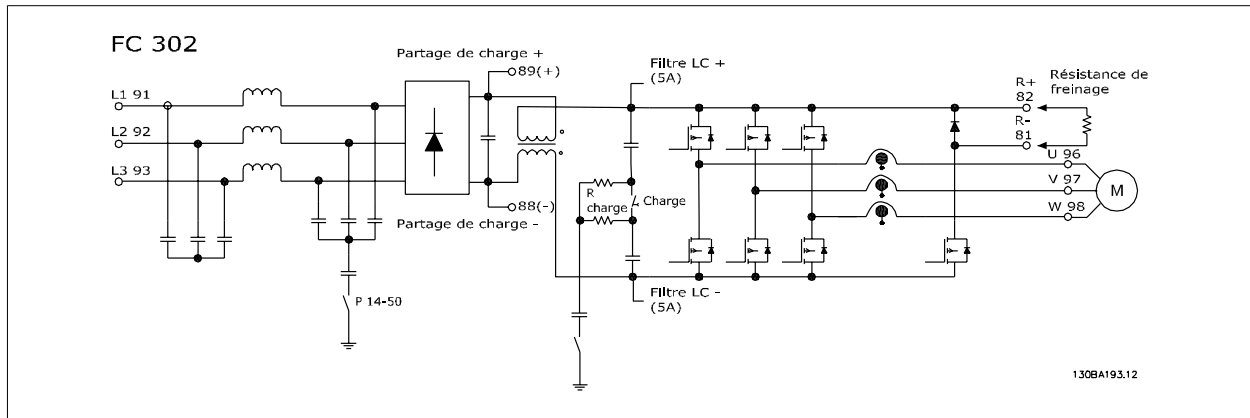 FC 302
Partage de charge +
89(+)
Filtre LC +
(5A)
R+
82
Résistance de
freinage
L1 91
L2 92
R-
81
U 96
L3 93
V 97
M
R
charge
Charge
W 98
88(-)
Partage de charge -
Filtre LC -
(5A)
P 14-50
130BA193.12